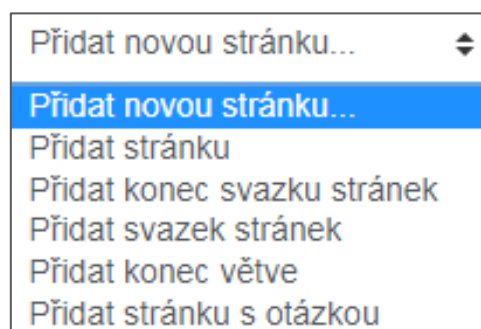 Přidat novou stránku...
Přidat novou stránku...
Přidat stránku
Přidat konec svazku stránek
Přidat svazek stránek
Přidat konec větve
Přidat stránku s otázkou